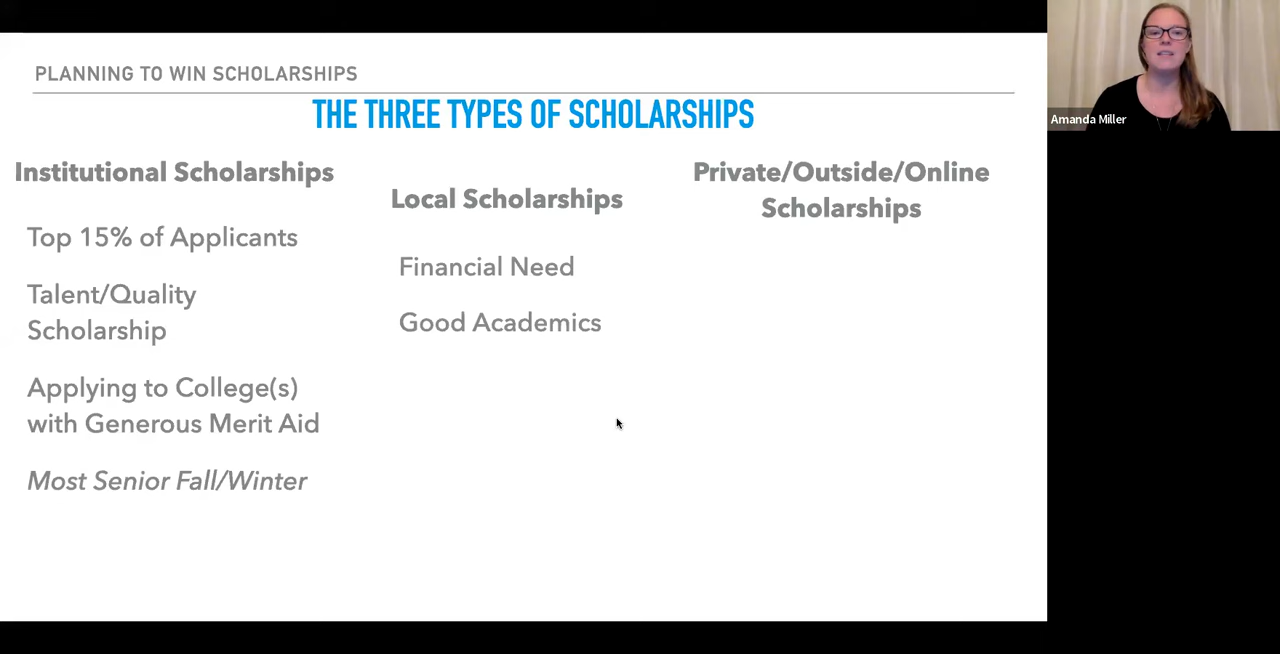 PLANNING TO WIN SCHOLARSHIPS
THE THREE TYPES OF SCHOLARSHIPS
Institutional Scholarships
Top 15% of Applicants
Talent/Quality
Scholarship
Applying to College(s)
with Generous Merit Aid
Most Senior Fall/Winter
Local Scholarships
Financial Need
Good Academics
Private/Outside/Online
Scholarships
Amanda Miller